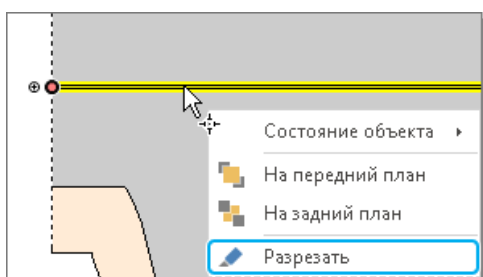 Состояние объекта
На передний план
На задний план
Разрезать